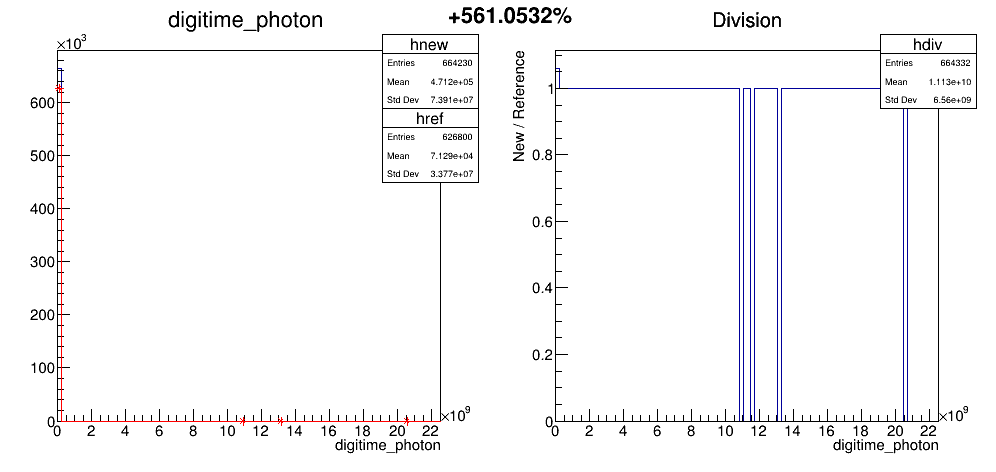 +561.0532%
digitime_photon
×10³
hnew
Entries 664230
Mean 4.712e+05
Std Dev 7.391e+07
href
Entries 626800
Mean 7.129e+04
Std Dev 3.377e+07
600
500
400
300
200
100
0
0 2 4 6 8 10 12 14 16 18 20 22
×10⁹
digitime_photon
Division
hdiv
Entries 664332
Mean 1.113e+10
Std Dev 6.56e+09
New / Reference
1
0.8
0.6
0.4
0.2
0
0 2 4 6 8 10 12 14 16 18 20 22
×10⁹
digitime_photon